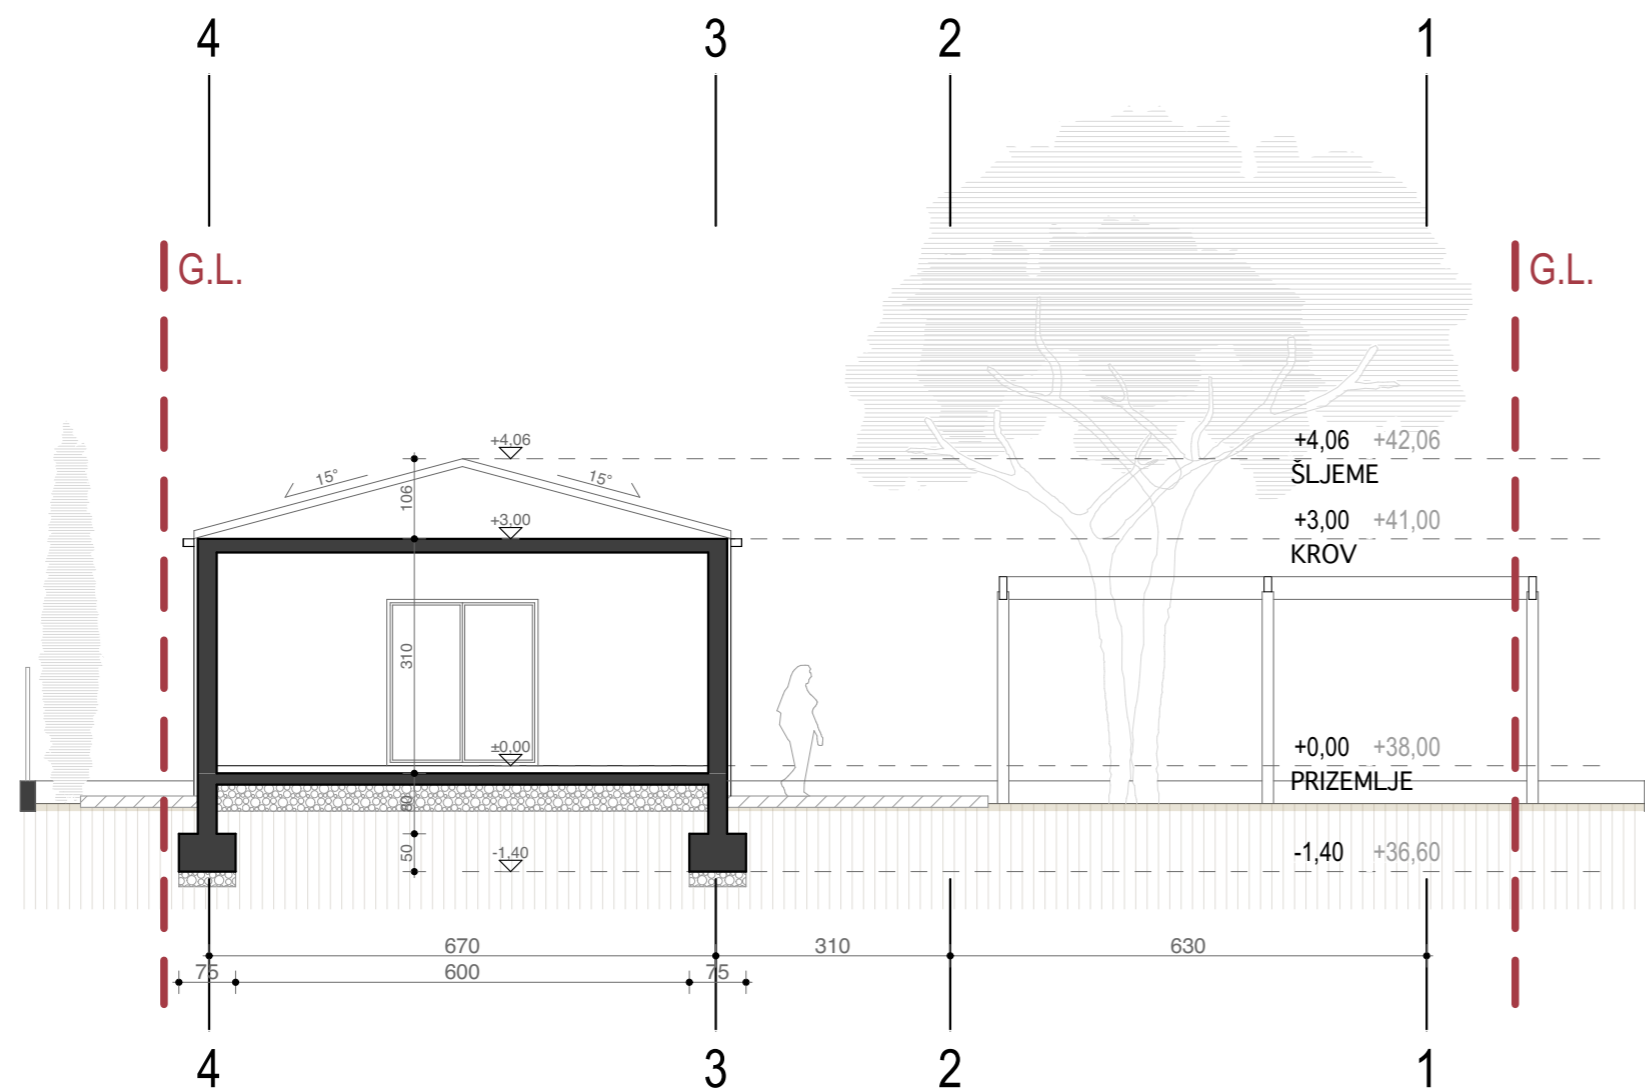 4 3 2 1
G.L. G.L.
+4,06 +4,06 +42,06
ŠLJEME
15° 15°
106
+3,00 +3,00 +41,00
KROV
310
±0,00 +0,00 +38,00
PRIZEMLJE
80
50
-1,40 -1,40 +36,60
670 310 630
75 600 75
4 3 2 1